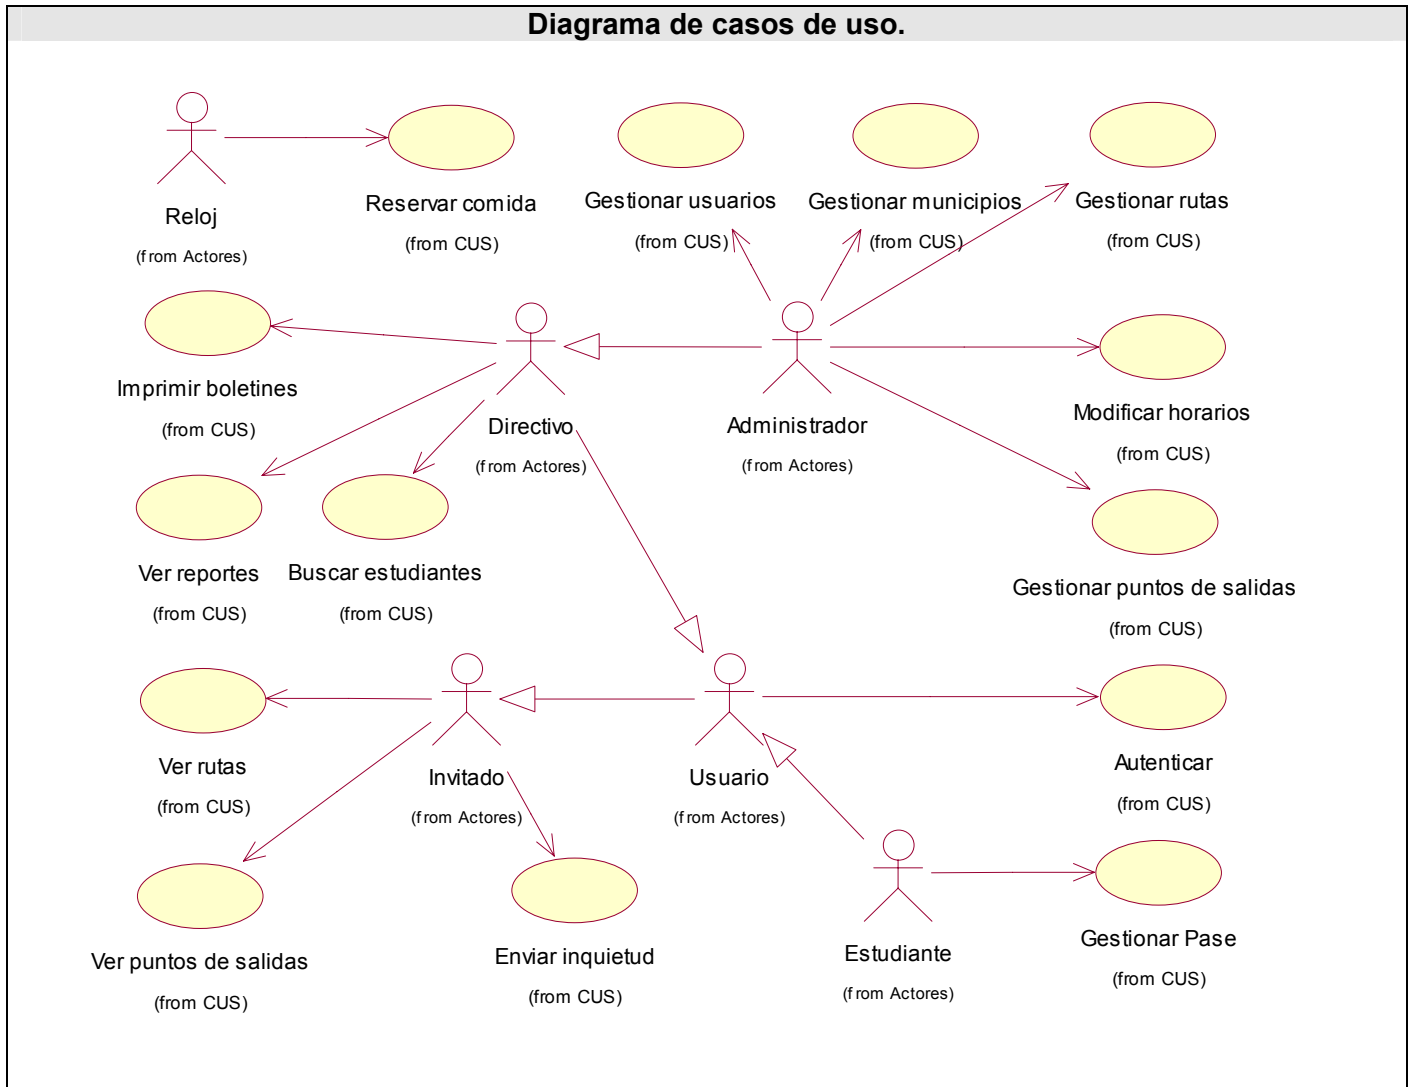 Diagrama de casos de uso.
Reloj
(from Actores)
Reservar comida
(from CUS)
Gestionar usuarios
(from CUS)
Gestionar municipios
(from CUS)
Gestionar rutas
(from CUS)
Imprimir boletines
(from CUS)
Directivo
(from Actores)
Administrador
(from Actores)
Modificar horarios
(from CUS)
Ver reportes
(from CUS)
Buscar estudiantes
(from CUS)
Gestionar puntos de salidas
(from CUS)
Ver rutas
(from CUS)
Invitado
(from Actores)
Usuario
(from Actores)
Autenticar
(from CUS)
Ver puntos de salidas
(from CUS)
Enviar inquietud
(from CUS)
Estudiante
(from Actores)
Gestionar Pase
(from CUS)